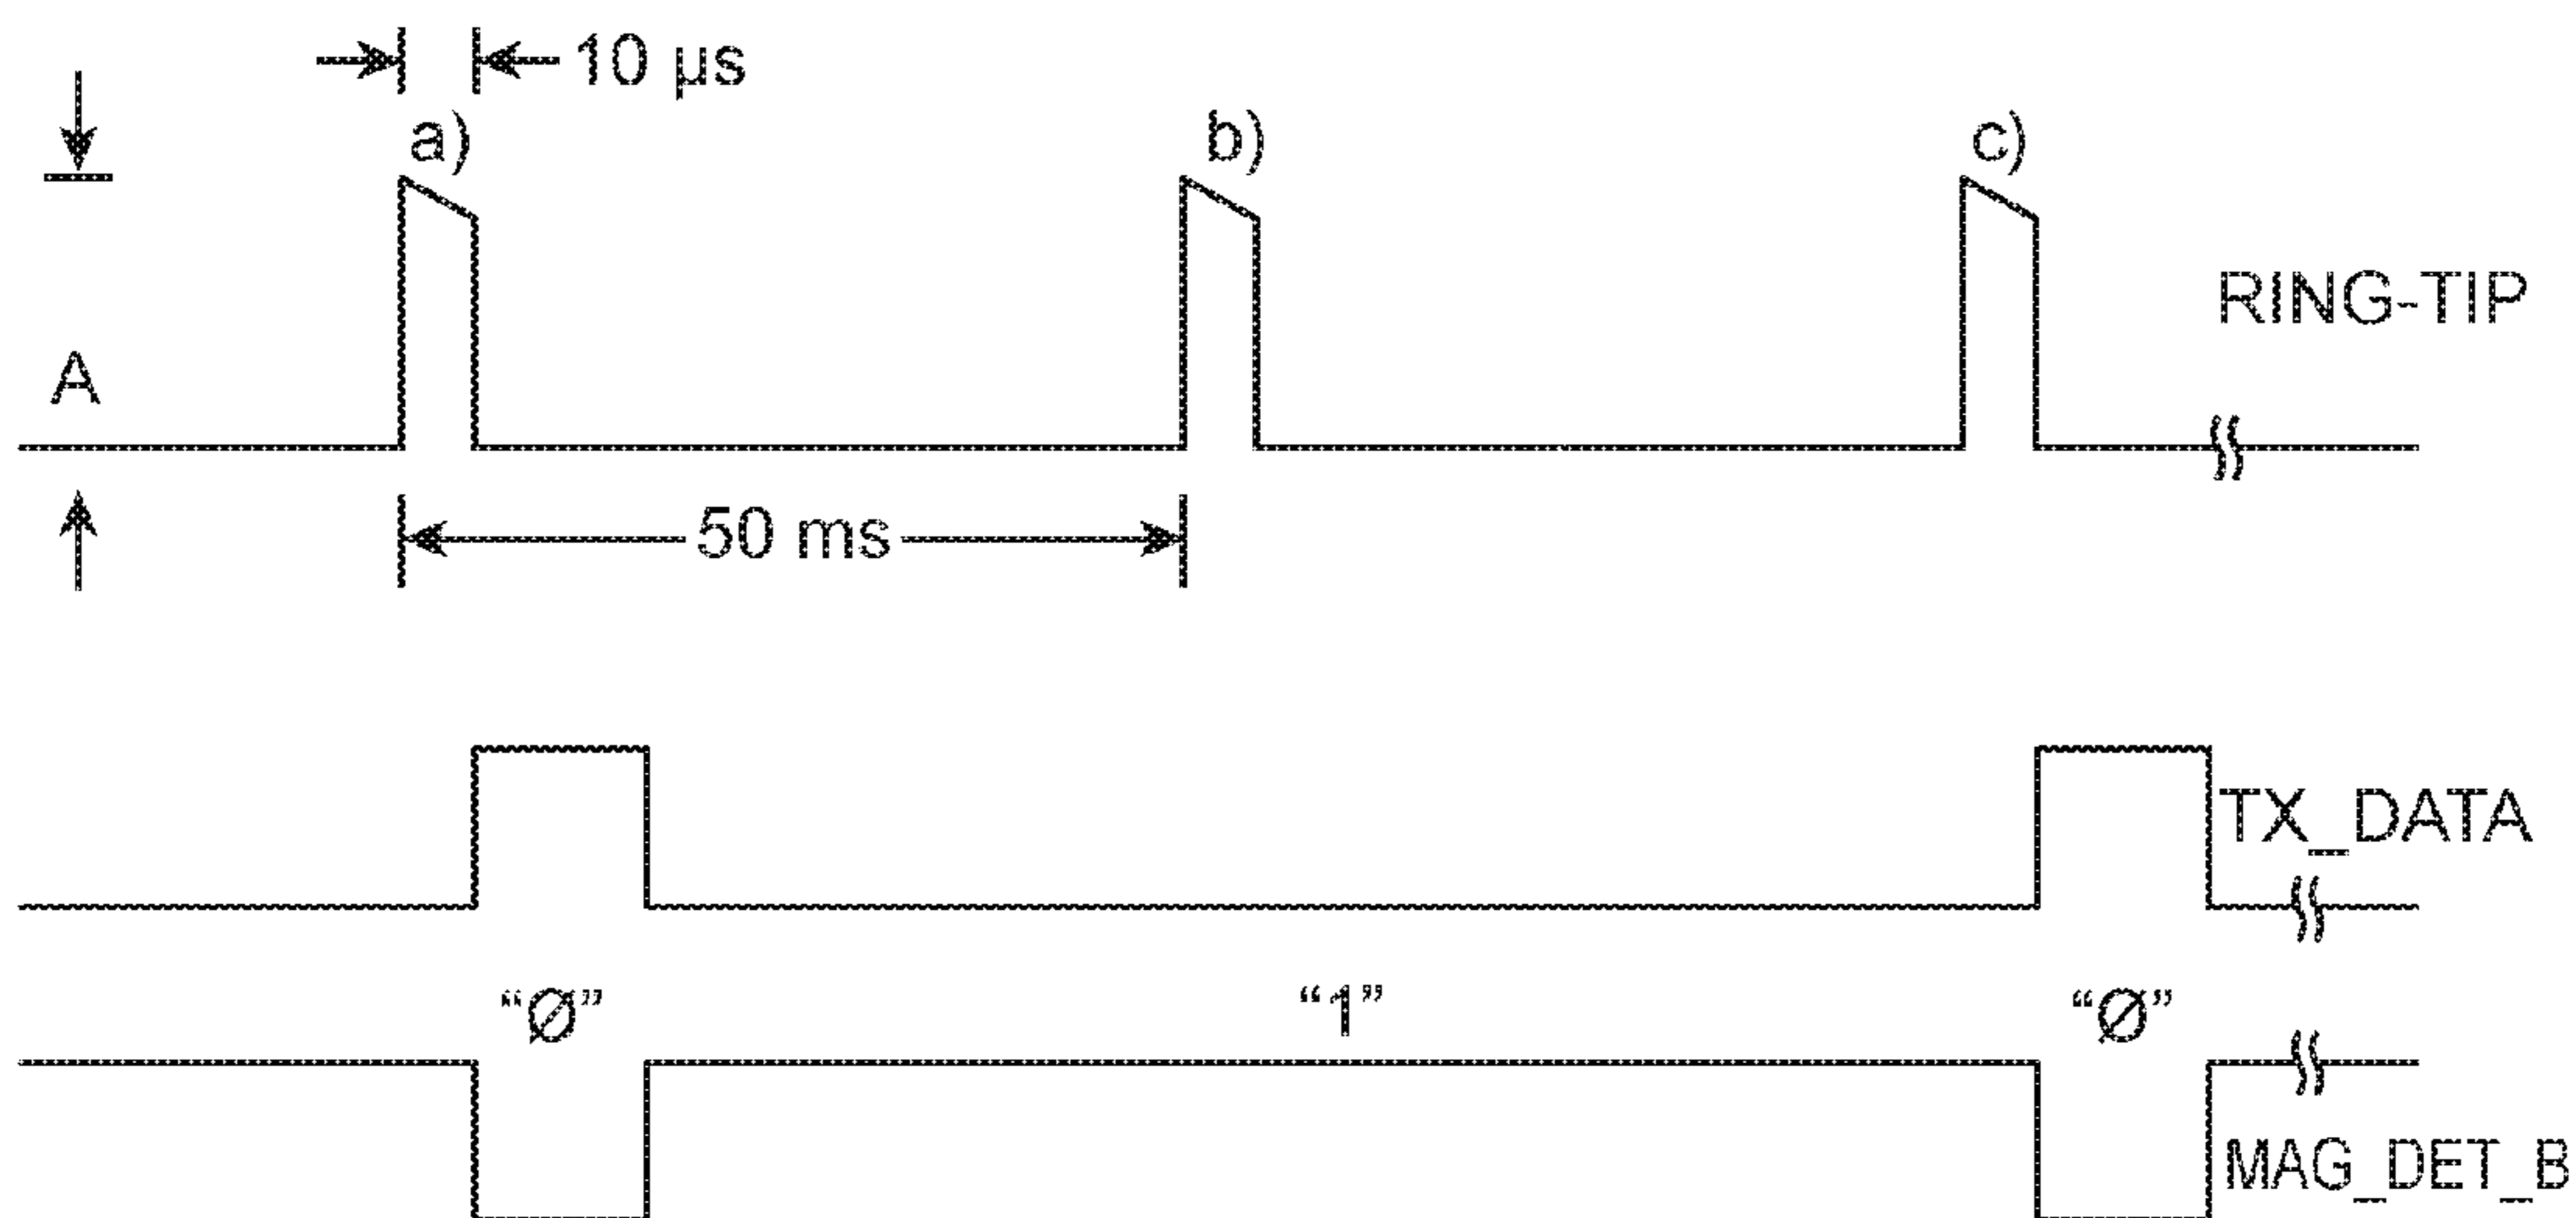 10 µs
a) b) c)
RING-TIP
A
50 ms
TX_DATA
“Ø” “1” “Ø”
MAG_DET_B